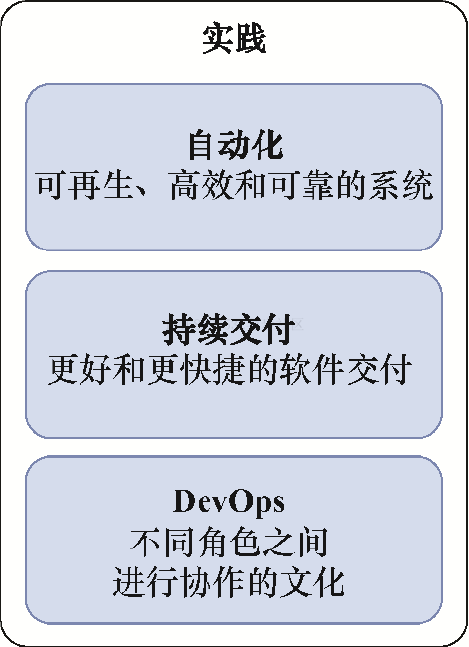 实践
自动化
可再生、高效和可靠的系统
持续交付
更好和更快捷的软件交付
DevOps
不同角色之间
进行协作的文化